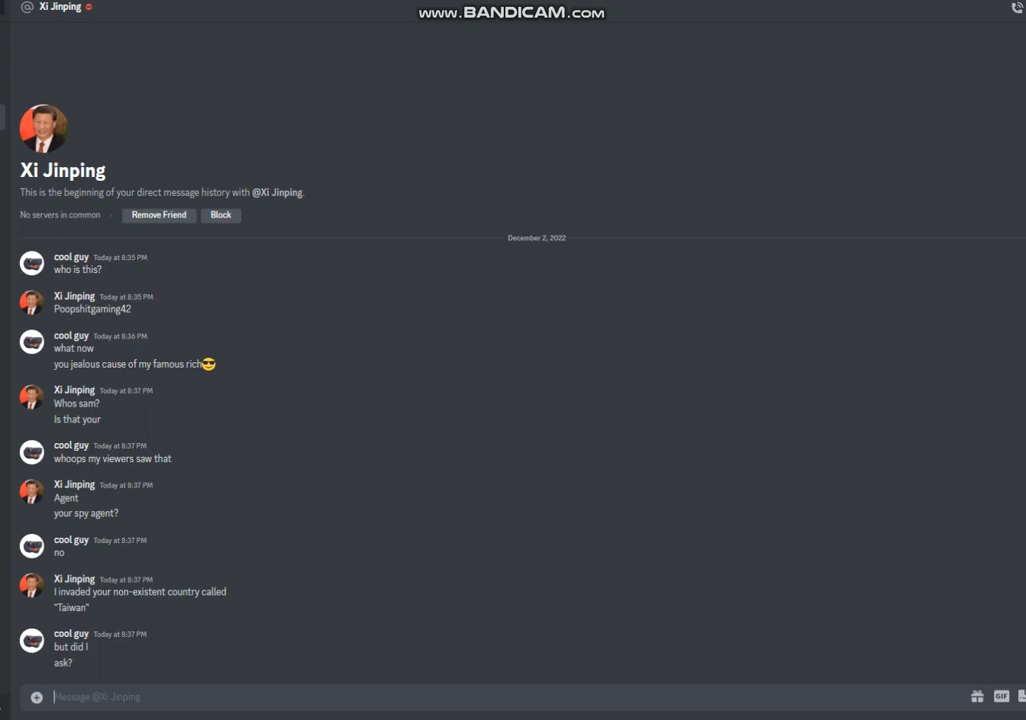 Xi Jinping
www.BANDICAM.com
Xi Jinping
This is the beginning of your direct message history with @Xi Jinping.
No servers in common Remove Friend Block
December 2, 2022
cool guy Today at 8:35 PM
who is this?
Xi Jinping Today at 8:35 PM
Poopshitgaming42
cool guy Today at 8:36 PM
what now
you jealous cause of my famous rich😎
Xi Jinping Today at 8:37 PM
Whos sam?
Is that your
cool guy Today at 8:37 PM
whoops my viewers saw that
Xi Jinping Today at 8:37 PM
Agent
your spy agent?
cool guy Today at 8:37 PM
no
Xi Jinping Today at 8:37 PM
I invaded your non-existent country called
"Taiwan"
cool guy Today at 8:37 PM
but did I
ask?
Message @Xi Jinping
GIF